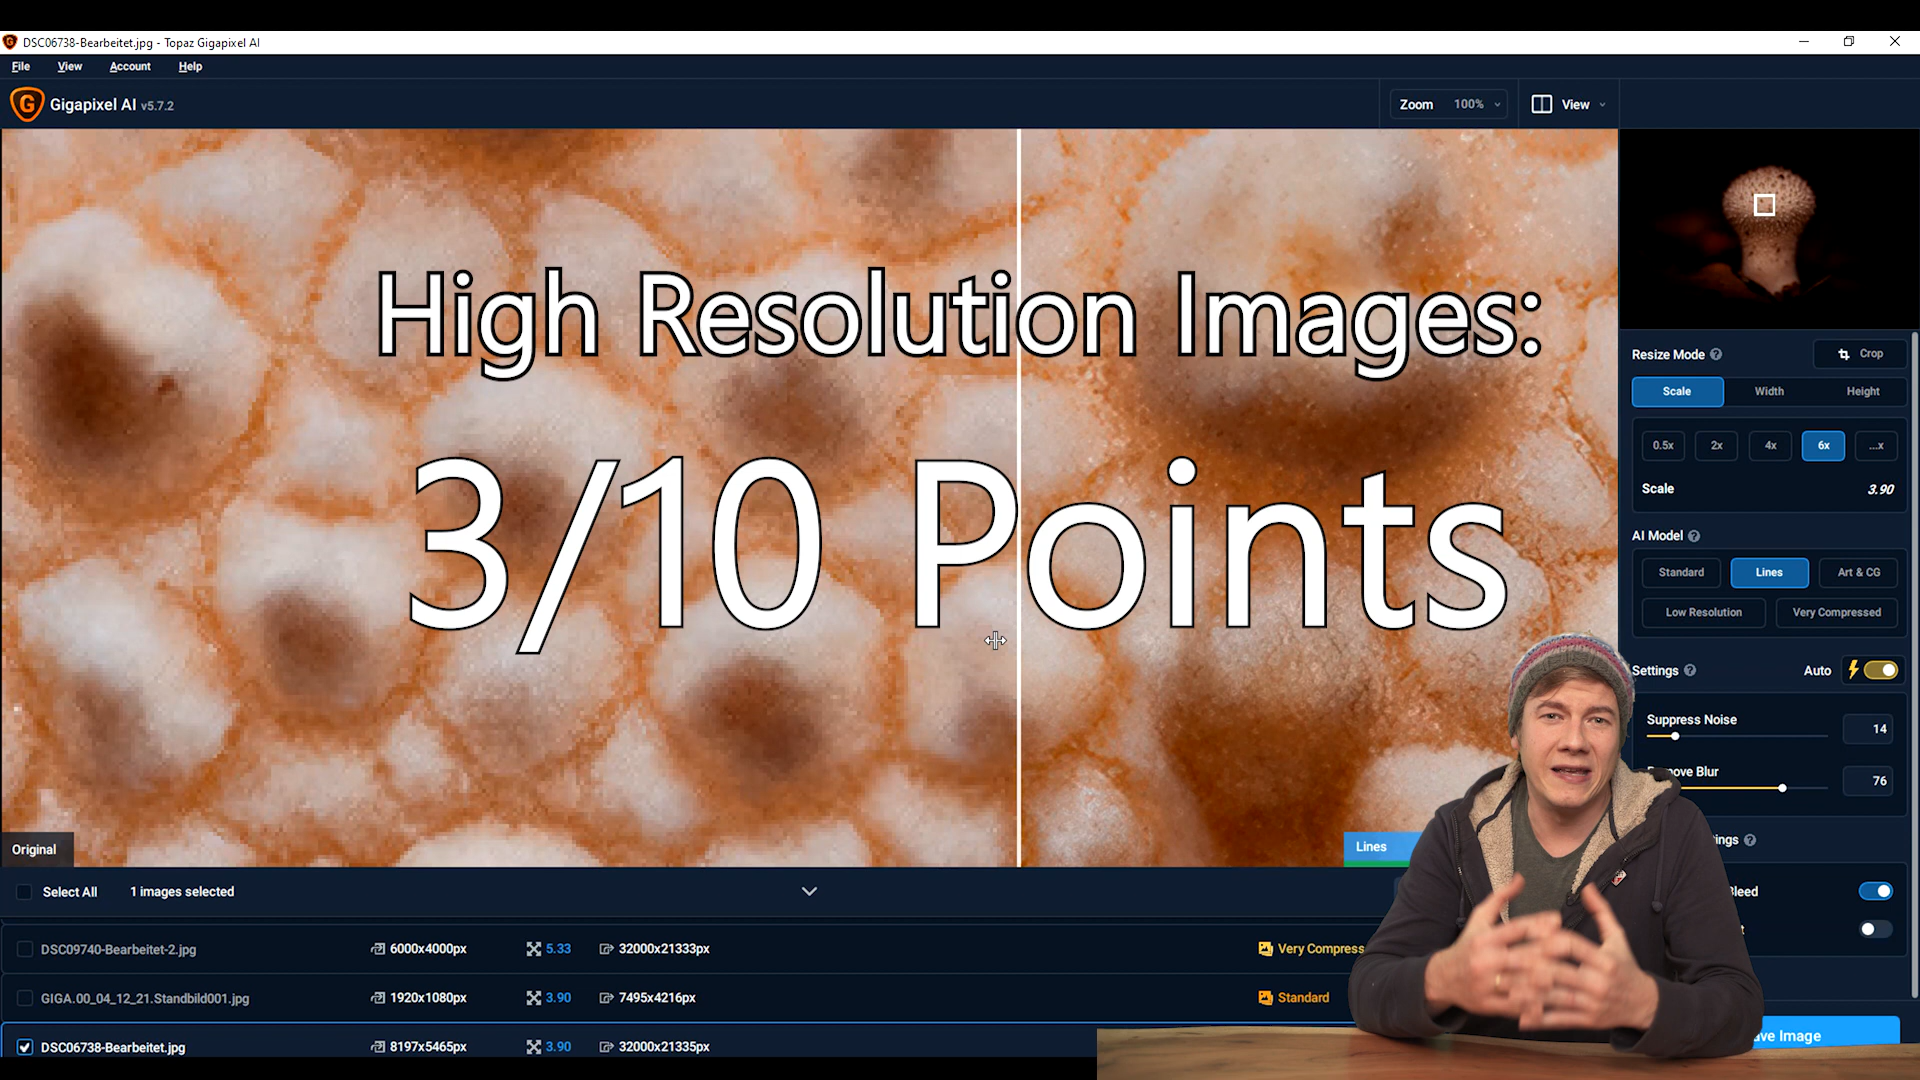 DSC06738-Bearbeitet.jpg - Topaz Gigapixel AI
File View Account Help
Gigapixel AI v5.7.2
Zoom 100%
View
High Resolution Images:
3/10 Points
Resize Mode
Crop
Scale Width Height
0.5x 2x 4x 6x ...x
Scale 3.90
AI Model
Standard Lines Art & CG
Low Resolution Very Compressed
Settings Auto
Suppress Noise 14
Blur 76
Original
Lines
Select All 1 images selected
DSC09740-Bearbeitet-2.jpg 6000x4000px 5.33 32000x21333px Very Compress
GIGA.00_04_12_21.Standbild001.jpg 1920x1080px 3.90 7495x4216px Standard
DSC06738-Bearbeitet.jpg 8197x5465px 3.90 32000x21335px
Image